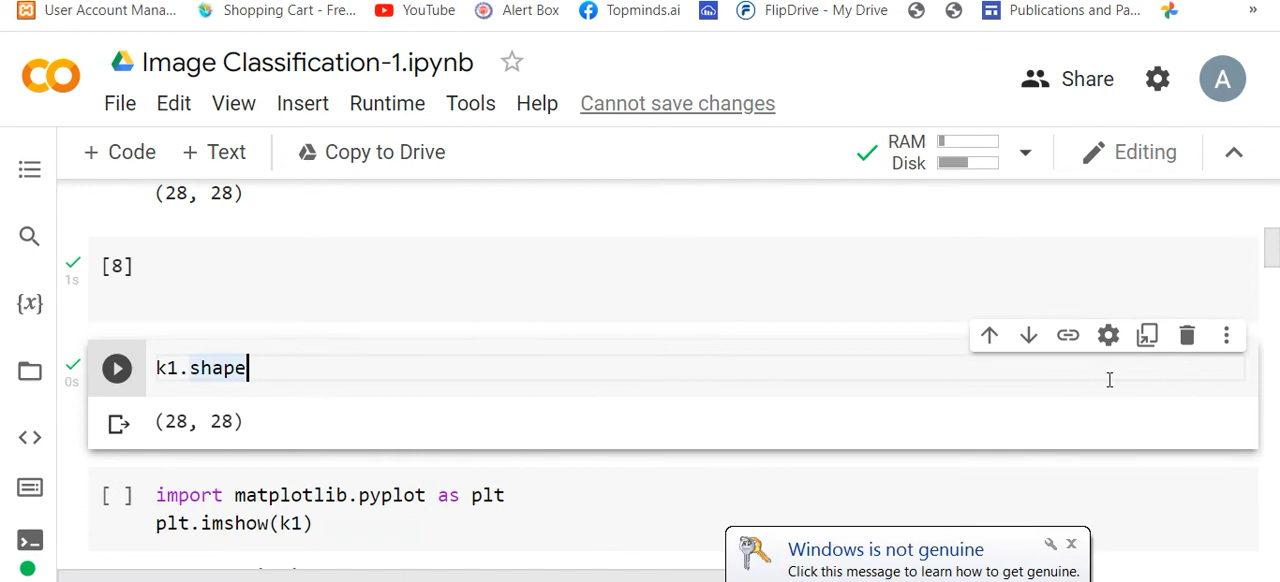 User Account Mana... Shopping Cart - Fre... YouTube Alert Box Topminds.ai FlipDrive - My Drive Publications and Pa... »
Image Classification-1.ipynb
Share
A
File Edit View Insert Runtime Tools Help Cannot save changes
+ Code + Text Copy to Drive
RAM
Disk
Editing
(28, 28)
[8]
1s
{x}
k1.shape
0s
(28, 28)
[ ] import matplotlib.pyplot as plt
plt.imshow(k1)
Windows is not genuine
Click this message to learn how to get genuine.